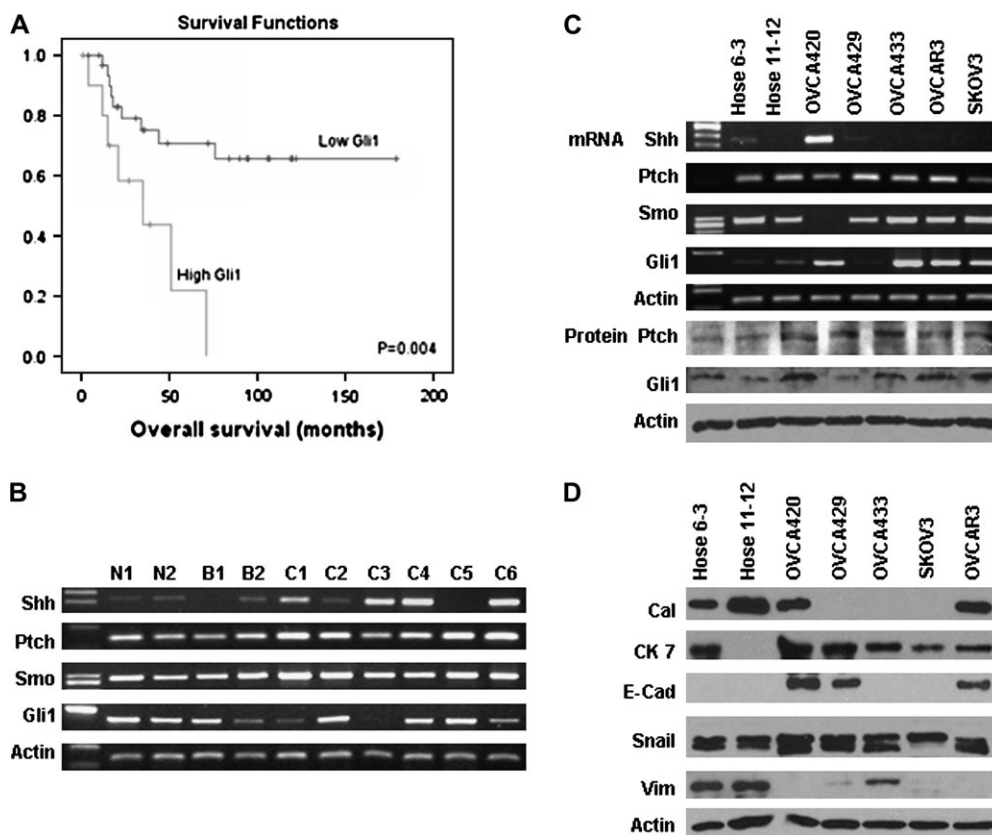 A
Survival Functions
1.0
0.8
0.6
0.4
0.2
0.0
Low Gli1
High Gli1
P=0.004
0 50 100 150 200
Overall survival (months)
B
N1 N2 B1 B2 C1 C2 C3 C4 C5 C6
Shh
Ptch
Smo
Gli1
Actin
C
Hose 6-3 Hose 11-12 OVCA420 OVCA429 OVCA433 OVCAR3 SKOV3
mRNA Shh
Ptch
Smo
Gli1
Actin
Protein Ptch
Gli1
Actin
D
Hose 6-3 Hose 11-12 OVCA420 OVCA429 OVCA433 SKOV3 OVCAR3
Cal
CK 7
E-Cad
Snail
Vim
Actin